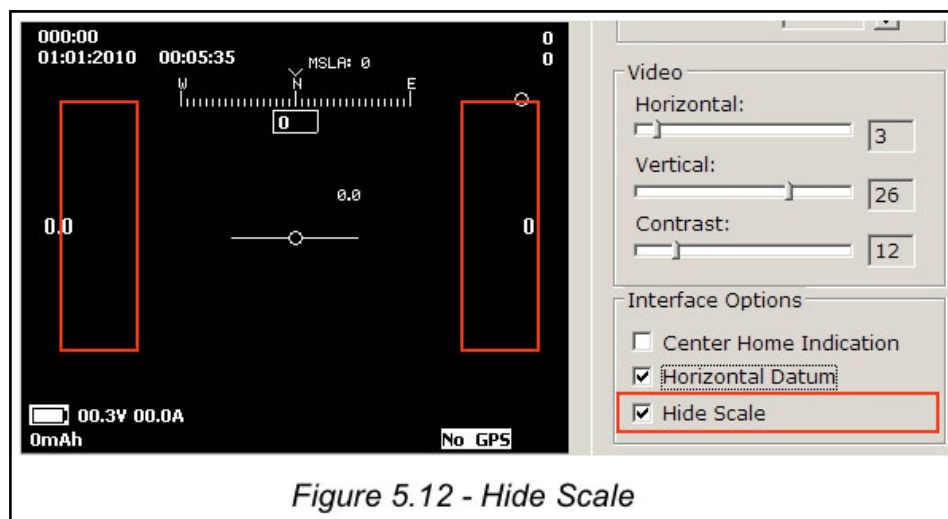 000:00
0
01:01:2010 00:05:35
0
MSLA: 0
W N E
0
0.0
0.0
0
00.3V 00.0A
0mAh
No GPS
Video
Horizontal:
3
Vertical:
26
Contrast:
12
Interface Options
Center Home Indication
Horizontal Datum
Hide Scale
Figure 5.12 - Hide Scale